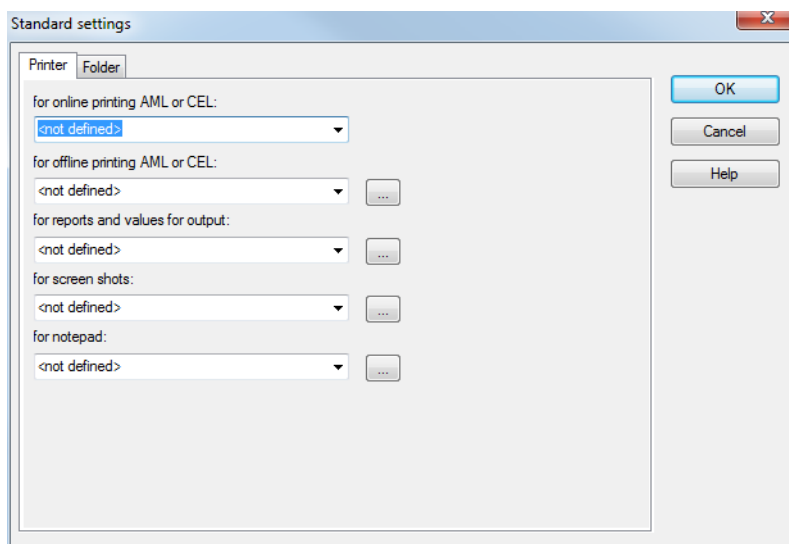 Standard settings
Printer
Folder
for online printing AML or CEL:
<not defined>
for offline printing AML or CEL:
<not defined>
...
for reports and values for output:
<not defined>
...
for screen shots:
<not defined>
...
for notepad:
<not defined>
...
OK
Cancel
Help